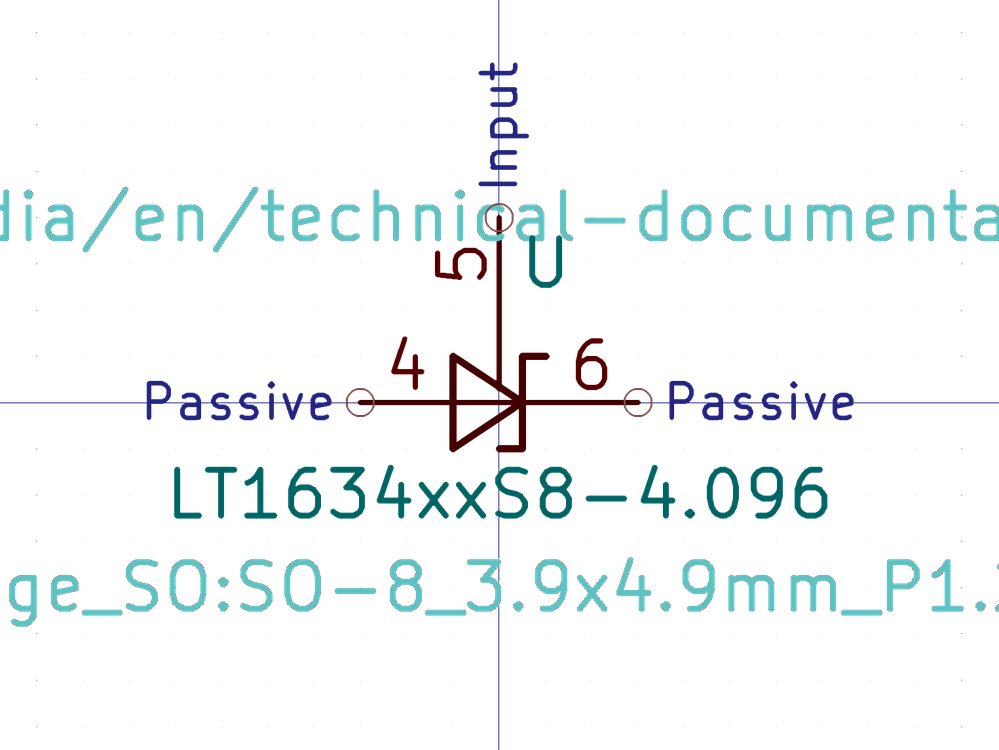 Input
dia/en/technical-documenta
5 U
4 6
Passive Passive
LT1634xxS8-4.096
ge_SO:SO-8_3.9x4.9mm_P1.